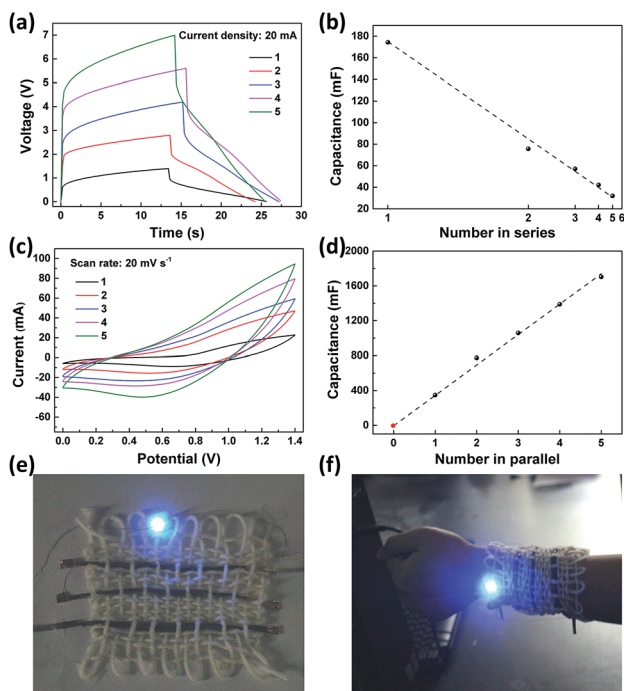 (a)
Current density: 20 mA
1
2
3
4
5
7
6
5
4
3
2
1
0
Voltage (V)
0 5 10 15 20 25 30
Time (s)
(b)
180
160
140
120
100
80
60
40
20
Capacitance (mF)
1 2 3 4 5 6
Number in series
(c)
Scan rate: 20 mV s⁻¹
1
2
3
4
5
100
80
60
40
20
0
-20
-40
-60
Current (mA)
0.0 0.2 0.4 0.6 0.8 1.0 1.2 1.4
Potential (V)
(d)
2000
1600
1200
800
400
0
Capacitance (mF)
0 1 2 3 4 5
Number in parallel
(e)
(f)